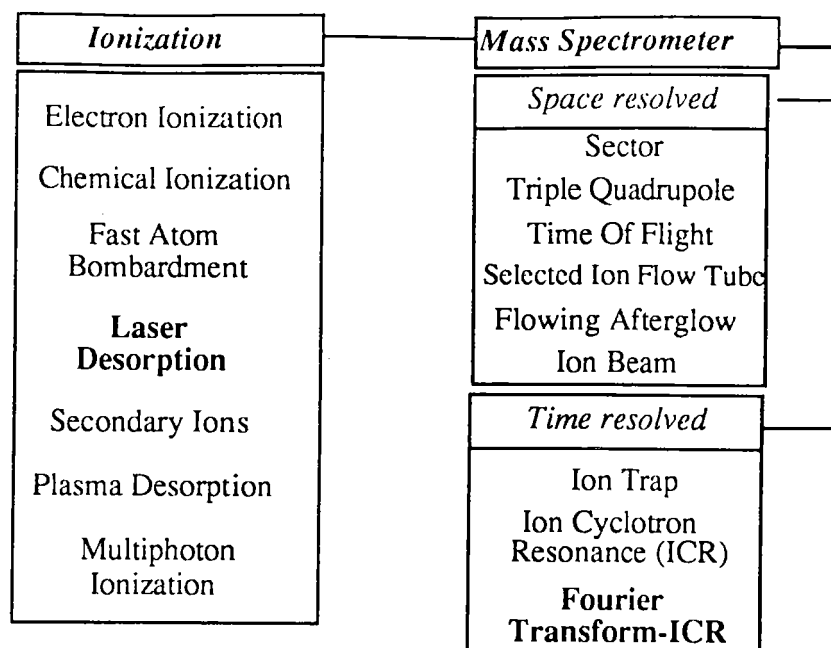 Ionization
Electron Ionization
Chemical Ionization
Fast Atom
Bombardment
Laser
Desorption
Secondary Ions
Plasma Desorption
Multiphoton
Ionization
Mass Spectrometer
Space resolved
Sector
Triple Quadrupole
Time Of Flight
Selected Ion Flow Tube
Flowing Afterglow
Ion Beam
Time resolved
Ion Trap
Ion Cyclotron
Resonance (ICR)
Fourier
Transform-ICR